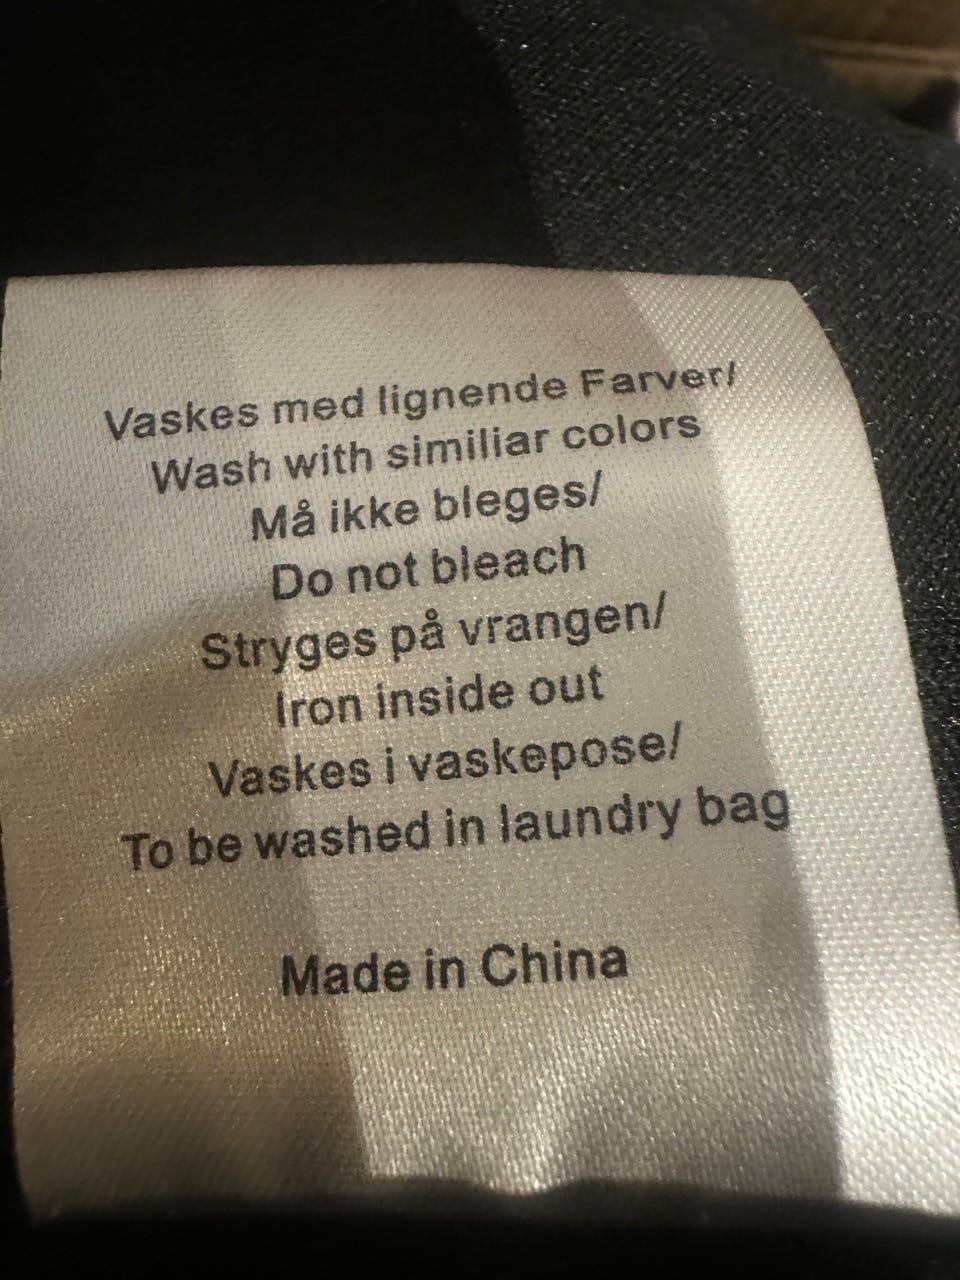 Vaskes med lignende Farver/
Wash with similiar colors
Må ikke bleges/
Do not bleach
Stryges på vrangen/
Iron inside out
Vaskes i vaskepose/
To be washed in laundry bag
Made in China